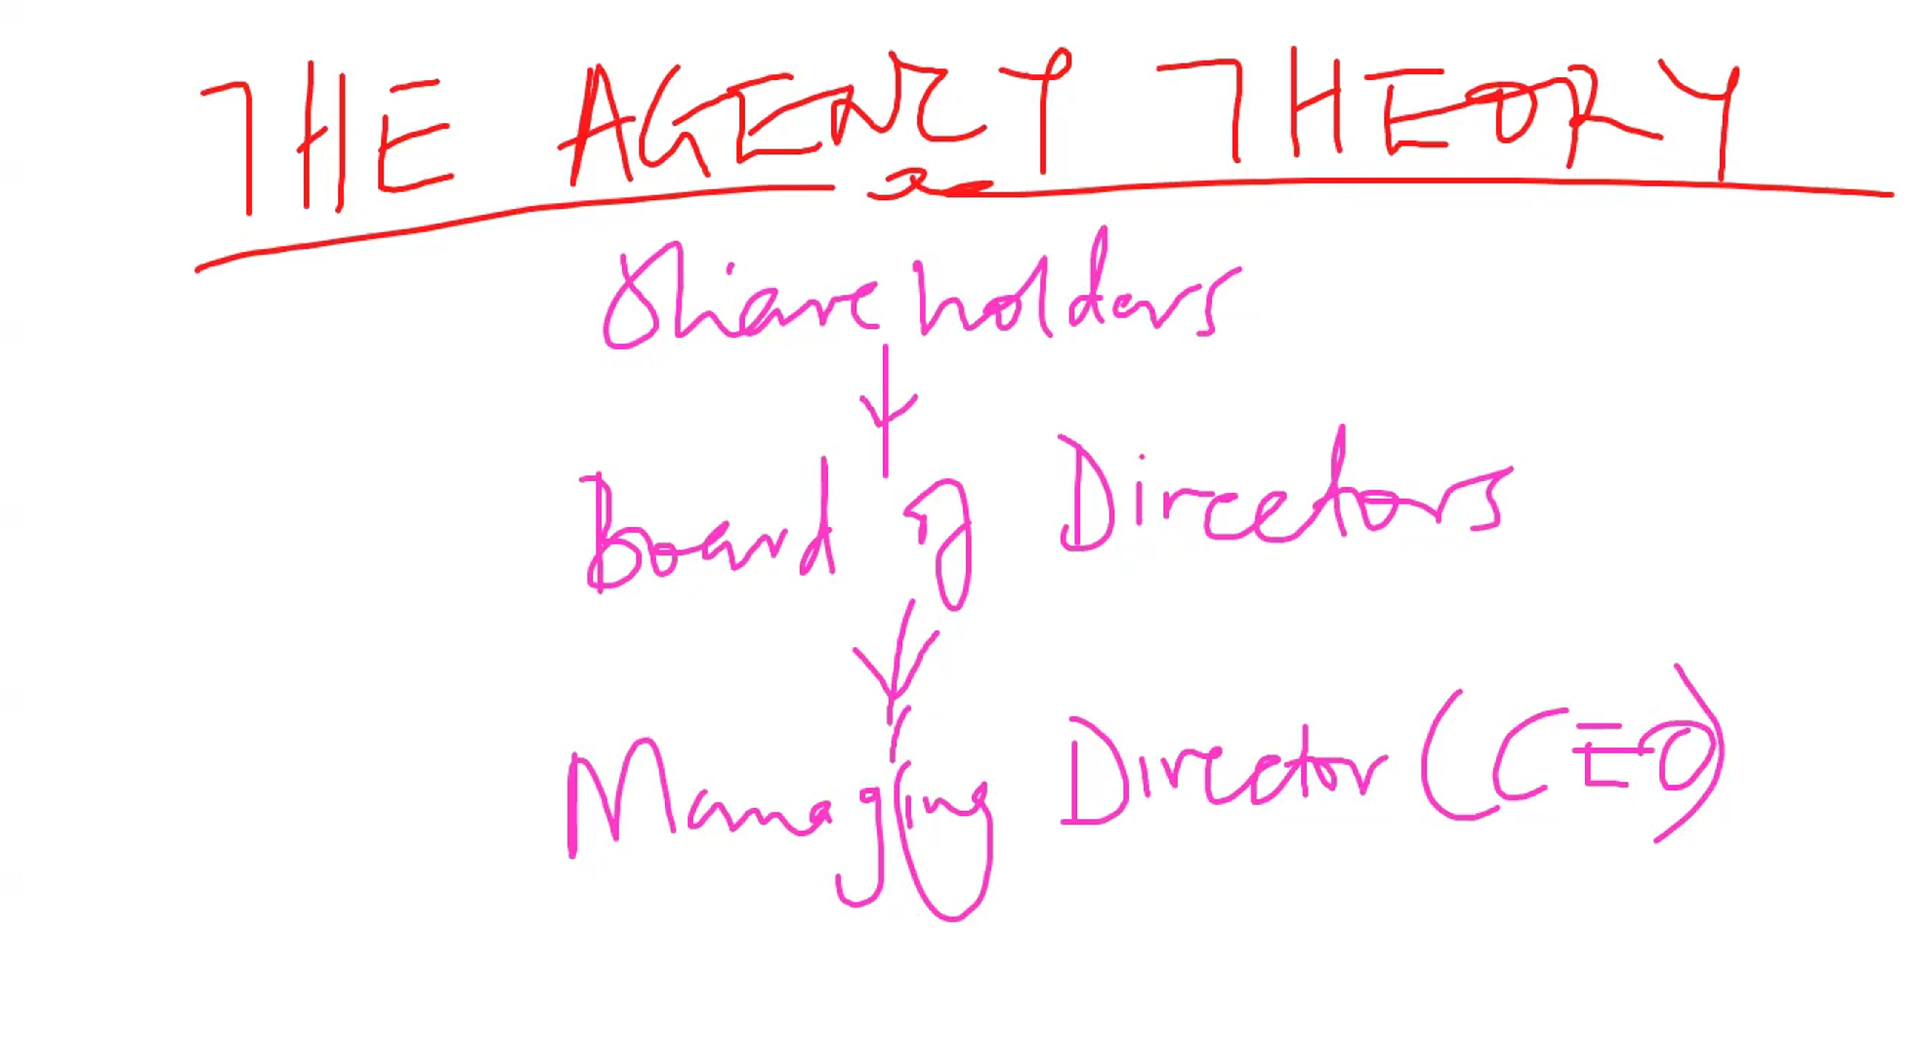 THE AGENCY THEORY
Shareholders
Board of Directors
Managing Director (CEO)